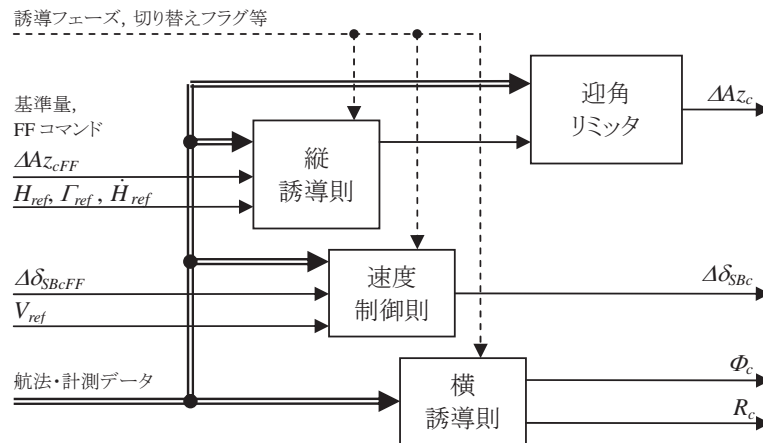 誘導フェーズ, 切り替えフラグ等
基準量,
FF コマンド
ΔAz_cFF
H_ref, Γ_ref, Ḣ_ref
縦
誘導則
迎角
リミッタ
ΔAz_c
Δδ_SBcFF
V_ref
速度
制御則
Δδ_SBc
航法・計測データ
横
誘導則
Φ_c
R_c